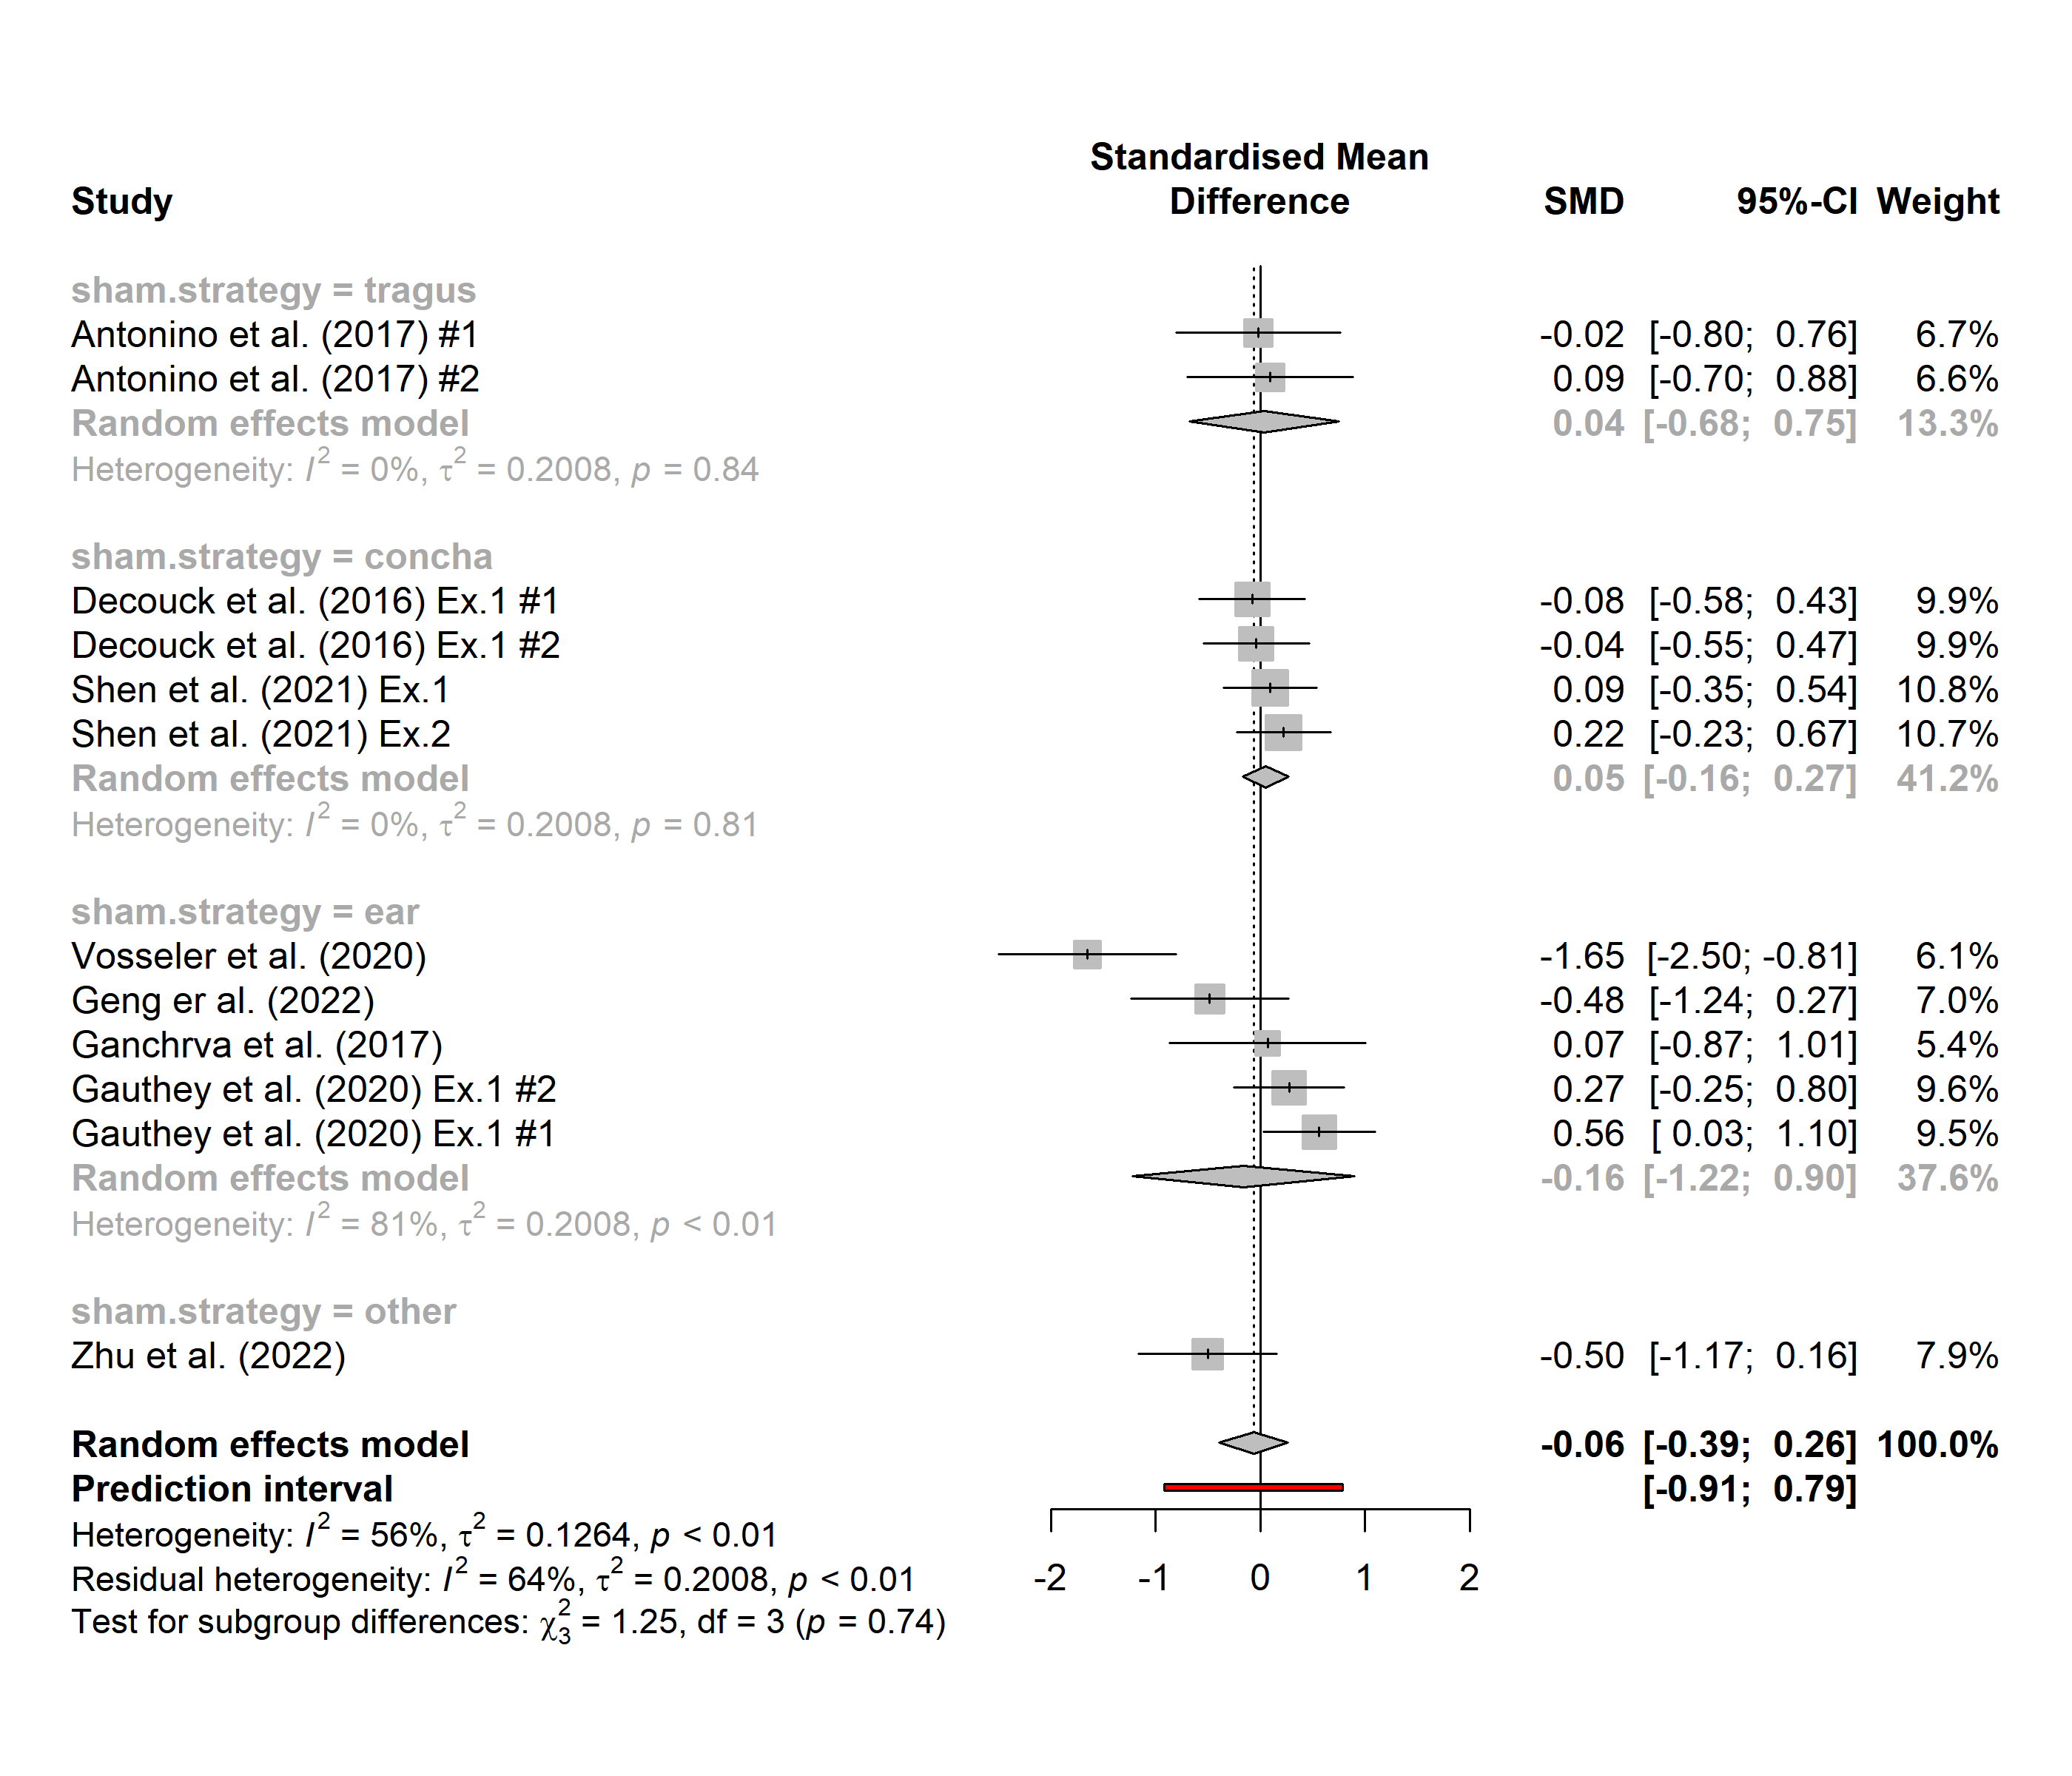 Standardised Mean
Study Difference SMD 95%-CI Weight
sham.strategy = tragus
Antonino et al. (2017) #1 -0.02 [-0.80; 0.76] 6.7%
Antonino et al. (2017) #2 0.09 [-0.70; 0.88] 6.6%
Random effects model 0.04 [-0.68; 0.75] 13.3%
Heterogeneity: I² = 0%, τ² = 0.2008, p = 0.84
sham.strategy = concha
Decouck et al. (2016) Ex.1 #1 -0.08 [-0.58; 0.43] 9.9%
Decouck et al. (2016) Ex.1 #2 -0.04 [-0.55; 0.47] 9.9%
Shen et al. (2021) Ex.1 0.09 [-0.35; 0.54] 10.8%
Shen et al. (2021) Ex.2 0.22 [-0.23; 0.67] 10.7%
Random effects model 0.05 [-0.16; 0.27] 41.2%
Heterogeneity: I² = 0%, τ² = 0.2008, p = 0.81
sham.strategy = ear
Vosseler et al. (2020) -1.65 [-2.50; -0.81] 6.1%
Geng er al. (2022) -0.48 [-1.24; 0.27] 7.0%
Ganchrva et al. (2017) 0.07 [-0.87; 1.01] 5.4%
Gauthey et al. (2020) Ex.1 #2 0.27 [-0.25; 0.80] 9.6%
Gauthey et al. (2020) Ex.1 #1 0.56 [ 0.03; 1.10] 9.5%
Random effects model -0.16 [-1.22; 0.90] 37.6%
Heterogeneity: I² = 81%, τ² = 0.2008, p < 0.01
sham.strategy = other
Zhu et al. (2022) -0.50 [-1.17; 0.16] 7.9%
Random effects model -0.06 [-0.39; 0.26] 100.0%
Prediction interval [-0.91; 0.79]
Heterogeneity: I² = 56%, τ² = 0.1264, p < 0.01
Residual heterogeneity: I² = 64%, τ² = 0.2008, p < 0.01
-2 -1 0 1 2
Test for subgroup differences: χ²₃ = 1.25, df = 3 (p = 0.74)